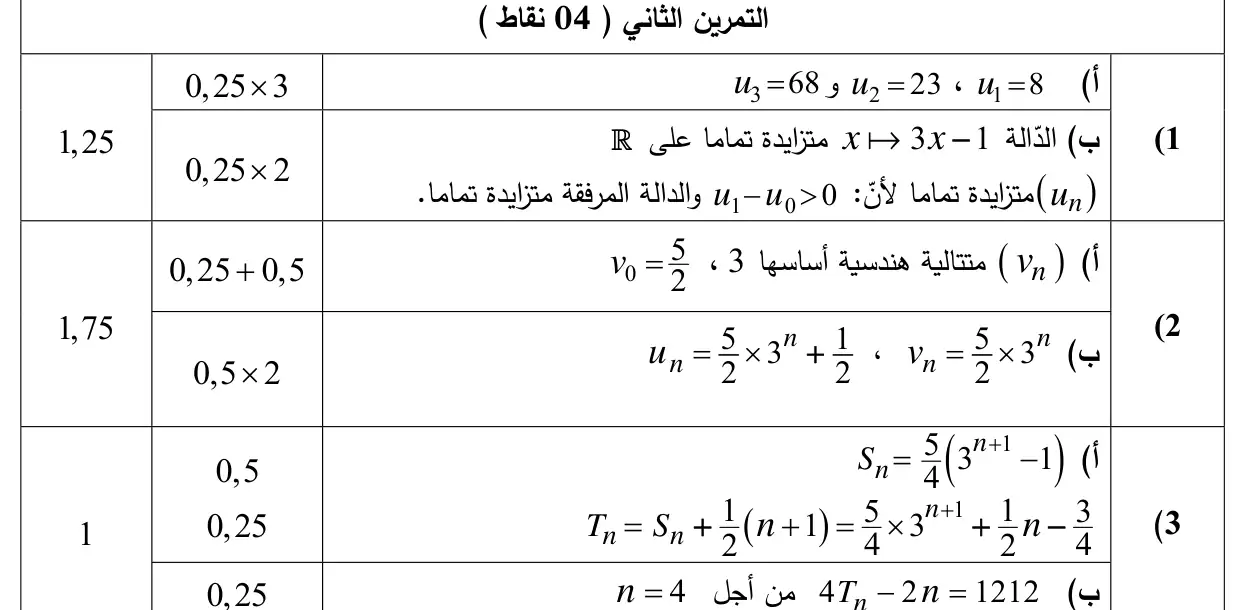 التمرين الثاني ( 04 نقاط )
1) أ) u₁=8 ، u₂=23 و u₃=68 0,25×3 1,25
ب) الدّالة x ↦ 3x−1 متزايدة تماما على ℝ 0,25×2
(uₙ) متزايدة تماما لأنّ: u₁−u₀>0 والدالة المرفقة متزايدة تماما.
2) أ) (vₙ) متتالية هندسية أساسها 3 ، v₀=5/2 0,25+0,5 1,75
ب) vₙ=5/2×3ⁿ ، uₙ=5/2×3ⁿ+1/2 0,5×2
3) أ) Sₙ=5/4(3ⁿ⁺¹−1) 0,5 1
Tₙ=Sₙ+1/2(n+1)=5/4×3ⁿ⁺¹+1/2n−3/4 0,25
ب) 4Tₙ−2n=1212 من أجل n=4 0,25